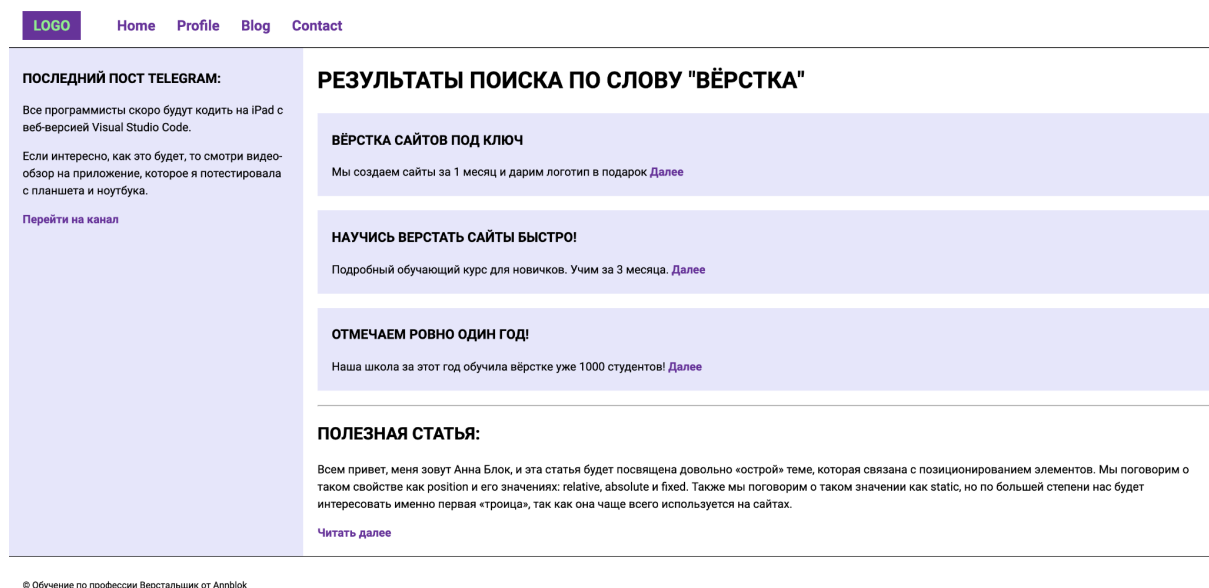 LOGO Home Profile Blog Contact
ПОСЛЕДНИЙ ПОСТ TELEGRAM:
Все программисты скоро будут кодить на iPad с
веб-версией Visual Studio Code.
Если интересно, как это будет, то смотри видео-
обзор на приложение, которое я потестировала
с планшета и ноутбука.
Перейти на канал
РЕЗУЛЬТАТЫ ПОИСКА ПО СЛОВУ "ВЁРСТКА"
ВЁРСТКА САЙТОВ ПОД КЛЮЧ
Мы создаем сайты за 1 месяц и дарим логотип в подарок Далее
НАУЧИСЬ ВЕРСТАТЬ САЙТЫ БЫСТРО!
Подробный обучающий курс для новичков. Учим за 3 месяца. Далее
ОТМЕЧАЕМ РОВНО ОДИН ГОД!
Наша школа за этот год обучила вёрстке уже 1000 студентов! Далее
ПОЛЕЗНАЯ СТАТЬЯ:
Всем привет, меня зовут Анна Блок, и эта статья будет посвящена довольно «острой» теме, которая связана с позиционированием элементов. Мы поговорим о
таком свойстве как position и его значениях: relative, absolute и fixed. Также мы поговорим о таком значении как static, но по большей степени нас будет
интересовать именно первая «троица», так как она чаще всего используется на сайтах.
Читать далее
© Обучение по профессии Верстальщик от Annblok